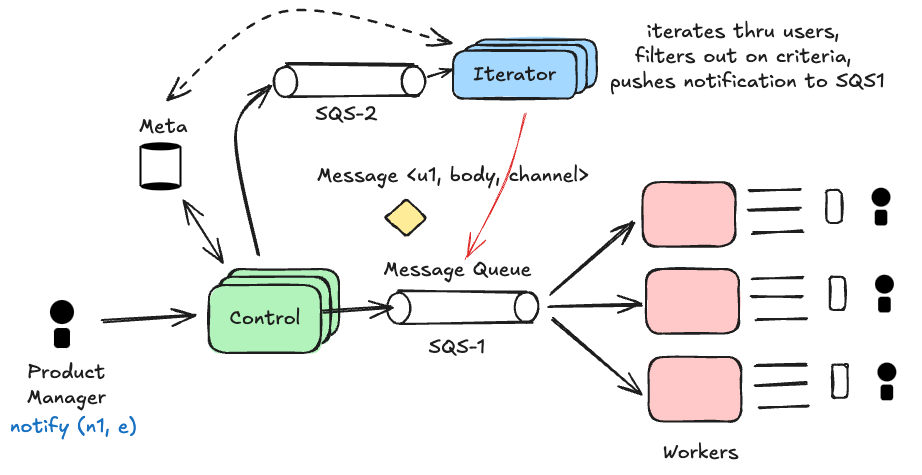 iterates thru users,
filters out on criteria,
pushes notification to SQS1
Iterator
SQS-2
Meta
Message <u1, body, channel>
Message Queue
Control
SQS-1
Product
Manager
notify (n1, e)
Workers